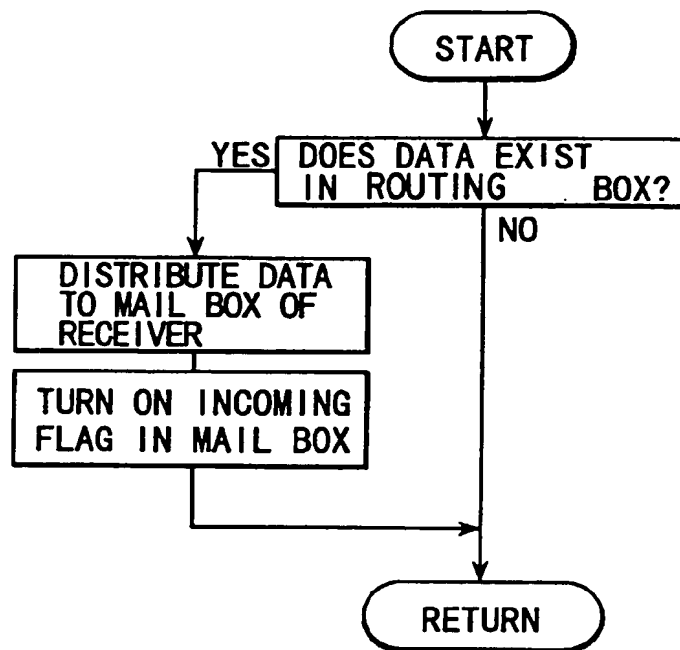 START
YES
DOES DATA EXIST
IN ROUTING BOX?
NO
DISTRIBUTE DATA
TO MAIL BOX OF
RECEIVER
TURN ON INCOMING
FLAG IN MAIL BOX
RETURN